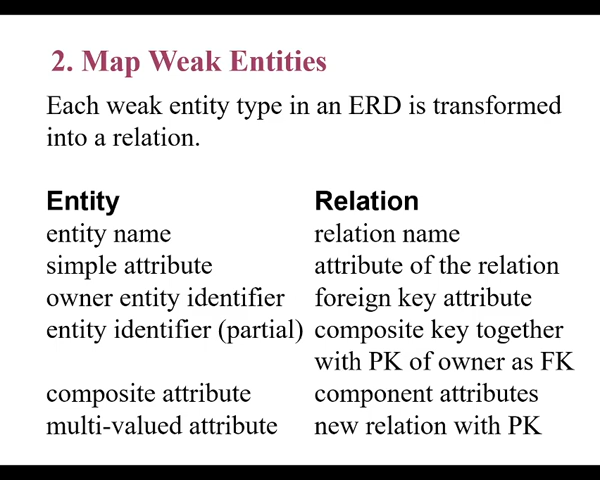 2. Map Weak Entities
Each weak entity type in an ERD is transformed
into a relation.
Entity Relation
entity name relation name
simple attribute attribute of the relation
owner entity identifier foreign key attribute
entity identifier (partial) composite key together
with PK of owner as FK
composite attribute component attributes
multi-valued attribute new relation with PK